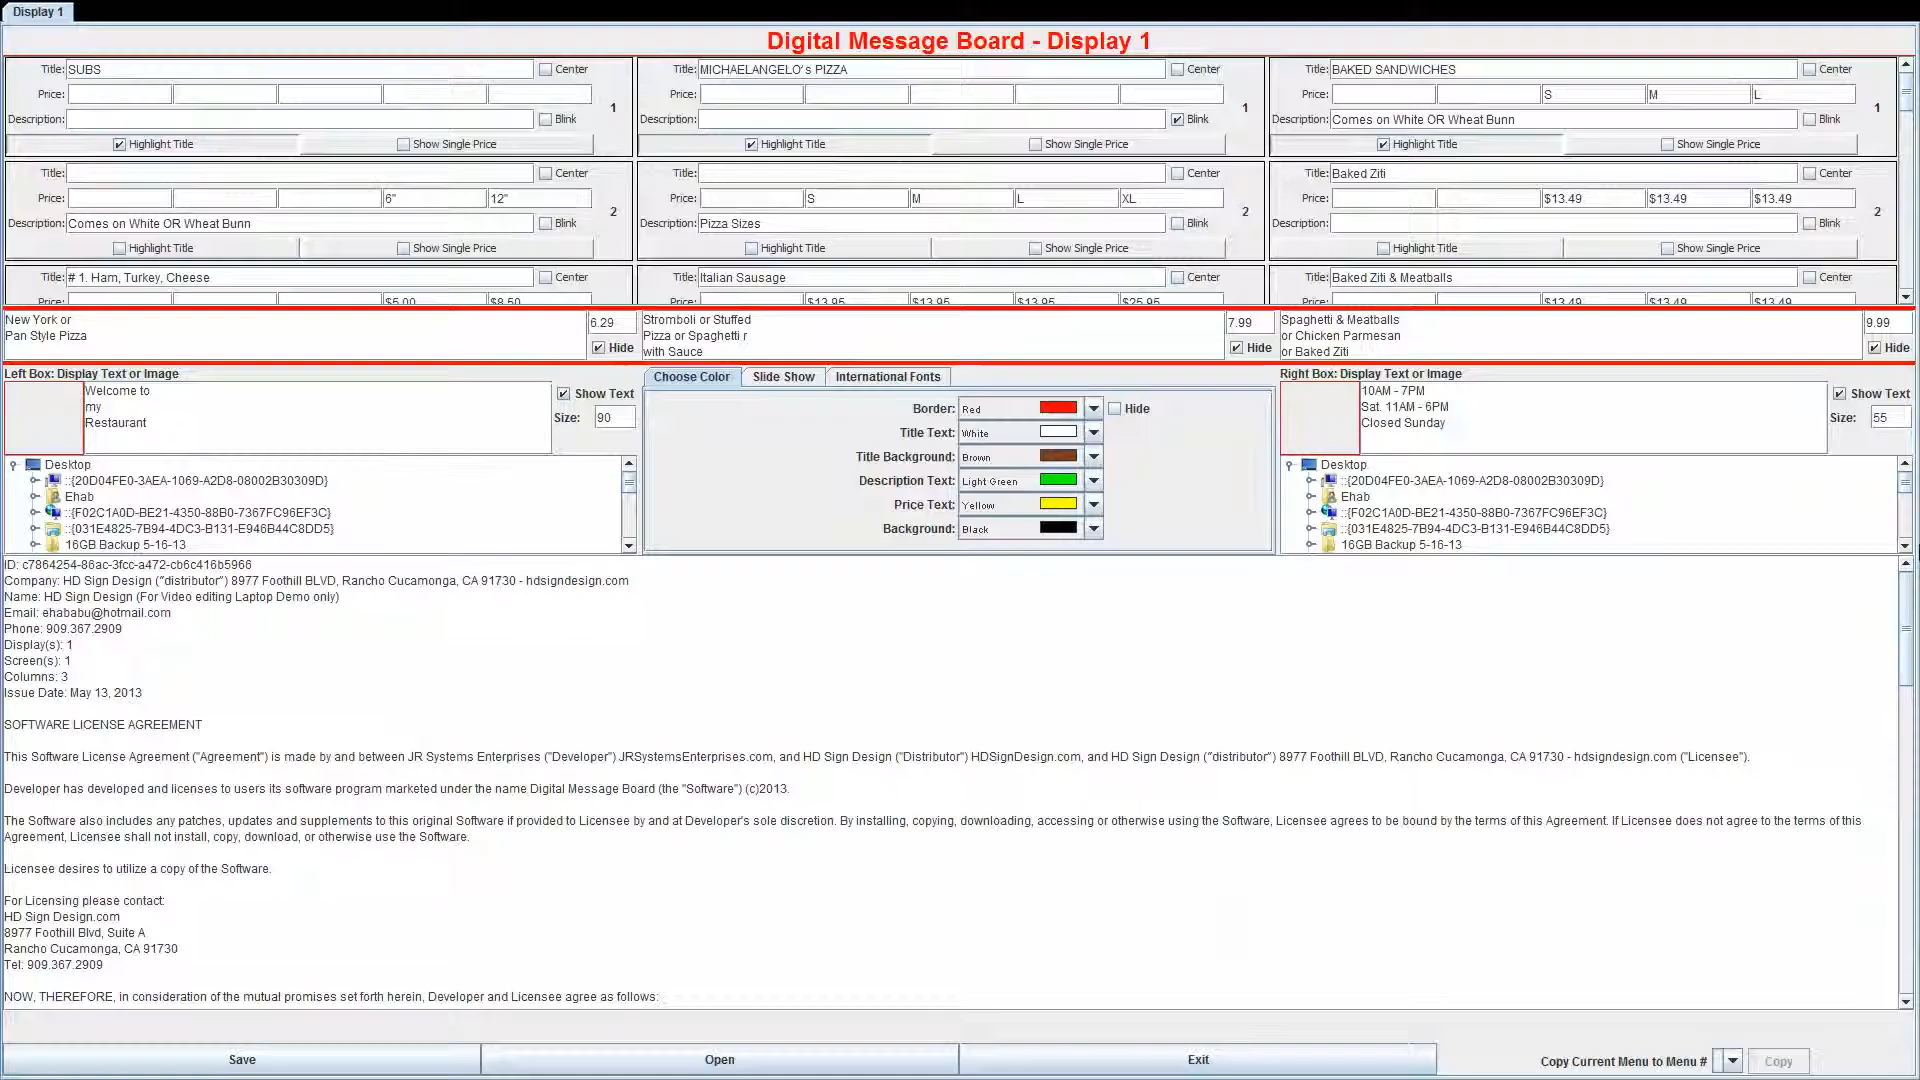 Display 1
Digital Message Board - Display 1
Title: SUBS Center
Price:
Description: Blink
Highlight Title Show Single Price
1
Title: MICHAELANGELO's PIZZA Center
Price:
Description: Blink
Highlight Title Show Single Price
1
Title: BAKED SANDWICHES Center
Price: S M L
Description: Comes on White OR Wheat Bunn Blink
Highlight Title Show Single Price
1
Title: Center
Price: 6" 12"
Description: Comes on White OR Wheat Bunn Blink
Highlight Title Show Single Price
2
Title: Center
Price: S M L XL
Description: Pizza Sizes Blink
Highlight Title Show Single Price
2
Title: Baked Ziti Center
Price: $13.49 $13.49 $13.49
Description: Blink
Highlight Title Show Single Price
2
Title: # 1. Ham, Turkey, Cheese Center
Price: $5.00 $8.50
Title: Italian Sausage Center
Price: $13.95 $13.95 $13.95 $25.95
Title: Baked Ziti & Meatballs Center
Price: $13.49 $13.49 $13.49
New York or
Pan Style Pizza
6.29
Hide
Stromboli or Stuffed
Pizza or Spaghetti r
with Sauce
7.99
Hide
Spaghetti & Meatballs
or Chicken Parmesan
or Baked Ziti
9.99
Hide
Left Box: Display Text or Image
Welcome to
my
Restaurant
Show Text
Size: 90
Desktop
::{20D04FE0-3AEA-1069-A2D8-08002B30309D}
Ehab
::{F02C1A0D-BE21-4350-88B0-7367FC96EF3C}
::{031E4825-7B94-4DC3-B131-E946B44C8DD5}
16GB Backup 5-16-13
Choose Color Slide Show International Fonts
Border: Red Hide
Title Text: White
Title Background: Brown
Description Text: Light Green
Price Text: Yellow
Background: Black
Right Box: Display Text or Image
10AM - 7PM
Sat. 11AM - 6PM
Closed Sunday
Show Text
Size: 55
Desktop
::{20D04FE0-3AEA-1069-A2D8-08002B30309D}
Ehab
::{F02C1A0D-BE21-4350-88B0-7367FC96EF3C}
::{031E4825-7B94-4DC3-B131-E946B44C8DD5}
16GB Backup 5-16-13
ID: c7864254-86ac-3fcc-a472-cb6c416b5966
Company: HD Sign Design ("distributor") 8977 Foothill BLVD, Rancho Cucamonga, CA 91730 - hdsigndesign.com
Name: HD Sign Design (For Video editing Laptop Demo only)
Email: ehababu@hotmail.com
Phone: 909.367.2909
Display(s): 1
Screen(s): 1
Columns: 3
Issue Date: May 13, 2013
SOFTWARE LICENSE AGREEMENT
This Software License Agreement ("Agreement") is made by and between JR Systems Enterprises ("Developer") JRSystemsEnterprises.com, and HD Sign Design ("Distributor") HDSignDesign.com, and HD Sign Design ("distributor") 8977 Foothill BLVD, Rancho Cucamonga, CA 91730 - hdsigndesign.com ("Licensee").
Developer has developed and licenses to users its software program marketed under the name Digital Message Board (the "Software") (c)2013.
The Software also includes any patches, updates and supplements to this original Software if provided to Licensee by and at Developer's sole discretion. By installing, copying, downloading, accessing or otherwise using the Software, Licensee agrees to be bound by the terms of this Agreement. If Licensee does not agree to the terms of this
Agreement, Licensee shall not install, copy, download, or otherwise use the Software.
Licensee desires to utilize a copy of the Software.
For Licensing please contact:
HD Sign Design.com
8977 Foothill Blvd, Suite A
Rancho Cucamonga, CA 91730
Tel: 909.367.2909
NOW, THEREFORE, in consideration of the mutual promises set forth herein, Developer and Licensee agree as follows:
Save Open Exit Copy Current Menu to Menu # Copy